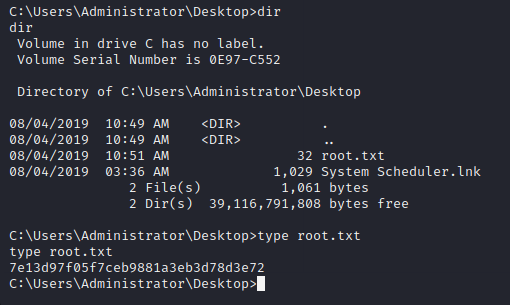 C:\Users\Administrator\Desktop>dir
dir
 Volume in drive C has no label.
 Volume Serial Number is 0E97-C552

 Directory of C:\Users\Administrator\Desktop

08/04/2019  10:49 AM    <DIR>          .
08/04/2019  10:49 AM    <DIR>          ..
08/04/2019  10:51 AM                32 root.txt
08/04/2019  03:36 AM             1,029 System Scheduler.lnk
               2 File(s)          1,061 bytes
               2 Dir(s)  39,116,791,808 bytes free

C:\Users\Administrator\Desktop>type root.txt
type root.txt
7e13d97f05f7ceb9881a3eb3d78d3e72
C:\Users\Administrator\Desktop>